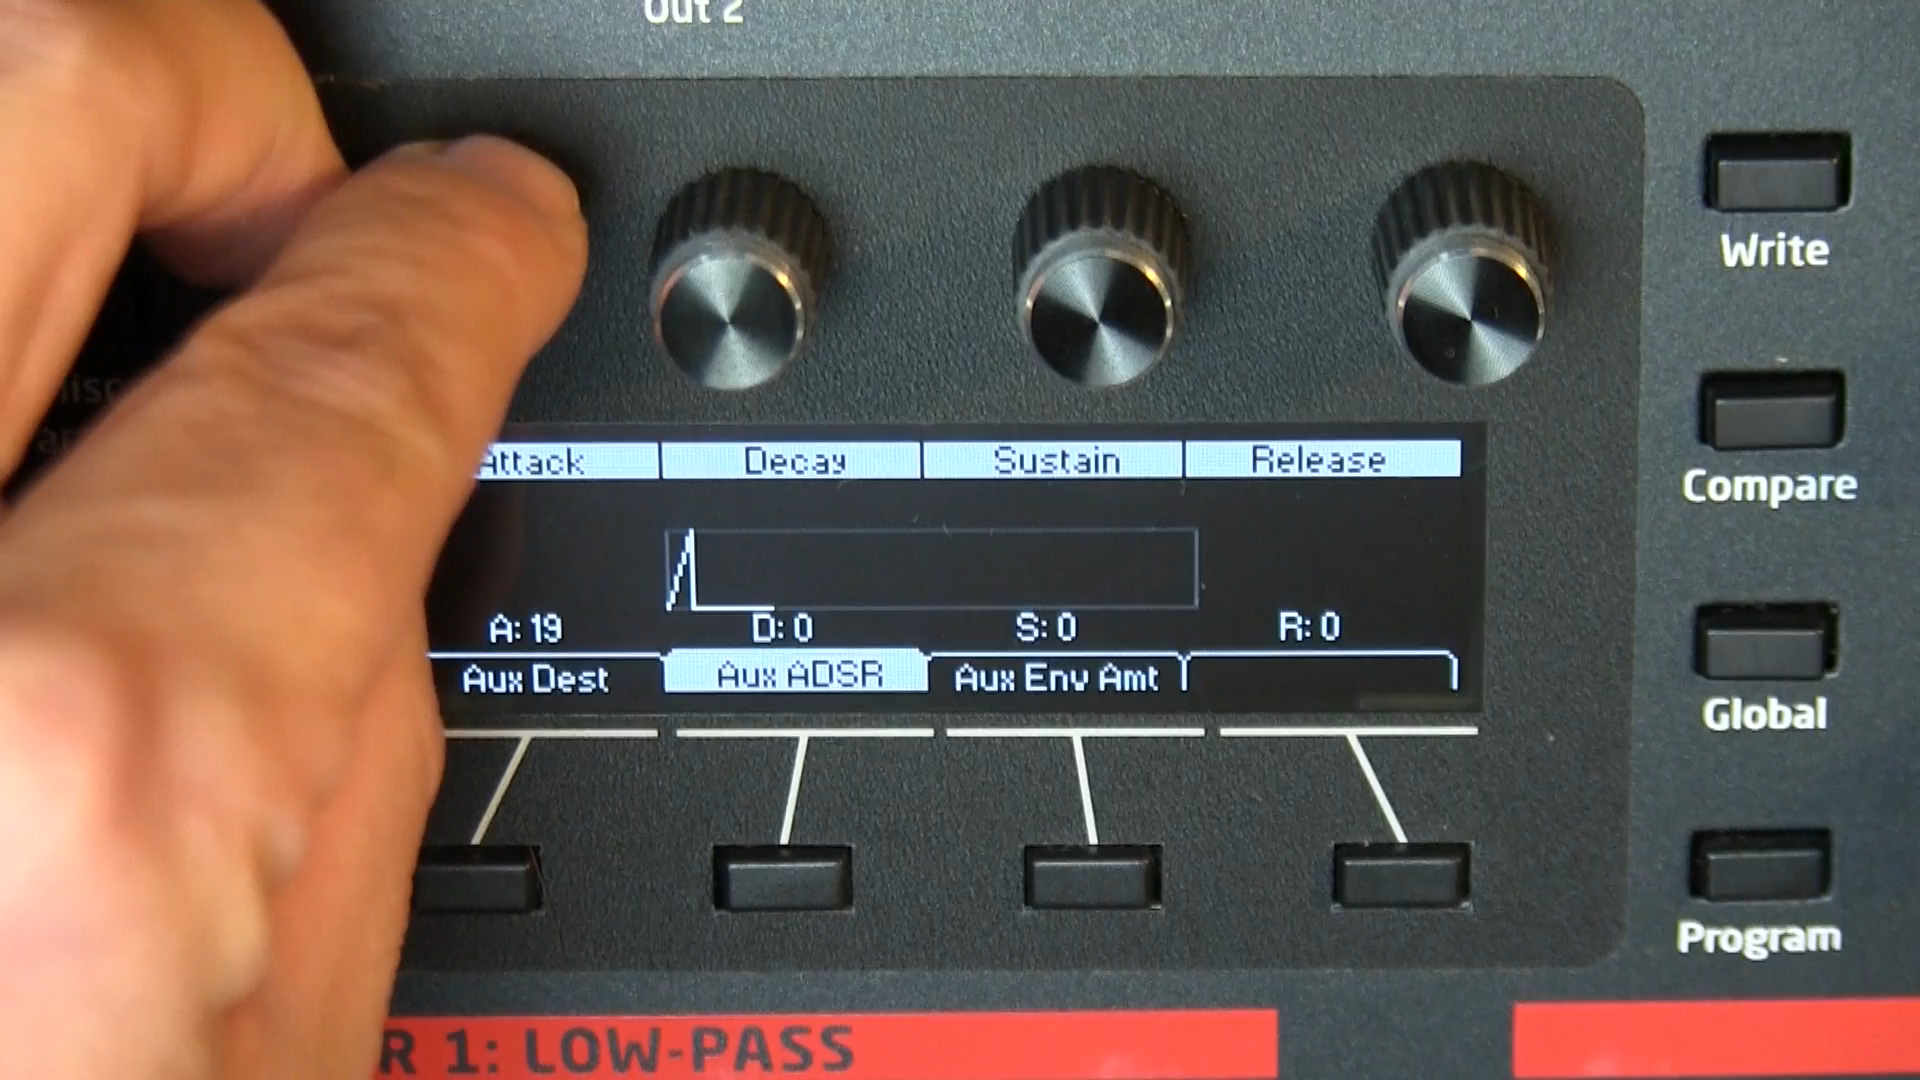 Out 2
Write
Attack Decay Sustain Release
Compare
A: 19 D: 0 S: 0 R: 0
Aux Dest Aux ADSR Aux Env Amt
Global
Program
R 1: LOW-PASS